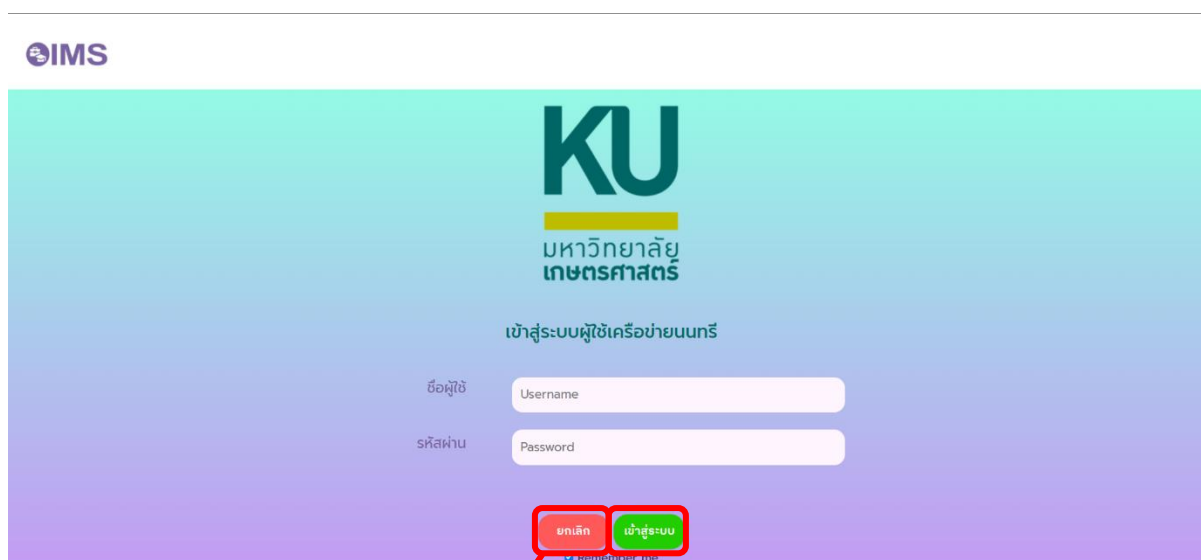 IMS
KU
มหาวิทยาลัย
เกษตรศาสตร์
เข้าสู่ระบบผู้ใช้เครือข่ายนนทรี
ชื่อผู้ใช้ Username
รหัสผ่าน Password
ยกเลิก เข้าสู่ระบบ
Remember me